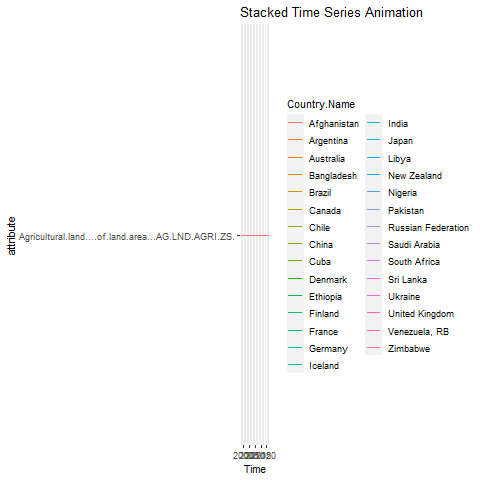 Stacked Time Series Animation
attribute
Agricultural.land....of.land.area...AG.LND.AGRI.ZS.
Time
Country.Name
Afghanistan
Argentina
Australia
Bangladesh
Brazil
Canada
Chile
China
Cuba
Denmark
Ethiopia
Finland
France
Germany
Iceland
India
Japan
Libya
New Zealand
Nigeria
Pakistan
Russian Federation
Saudi Arabia
South Africa
Sri Lanka
Ukraine
United Kingdom
Venezuela, RB
Zimbabwe